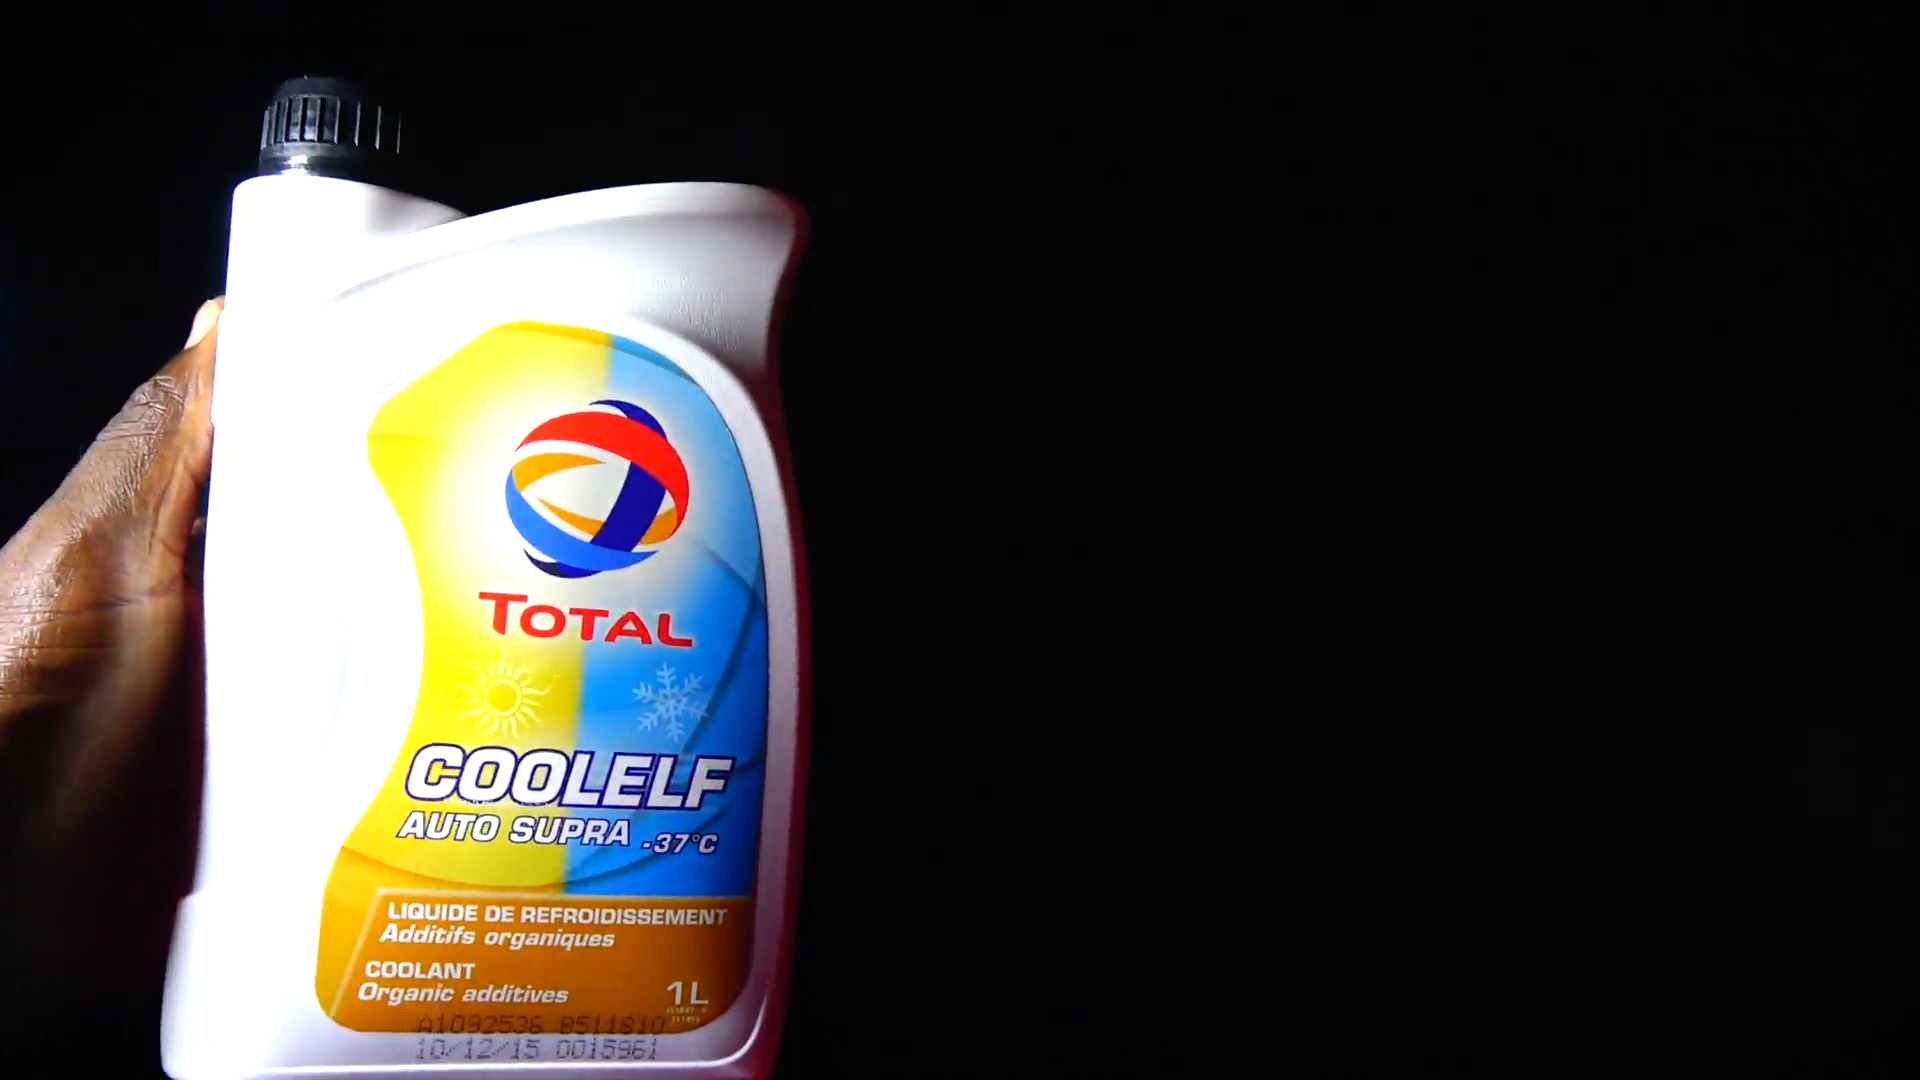 TOTAL
COOLELF
AUTO SUPRA -37°C
LIQUIDE DE REFROIDISSEMENT
Additifs organiques
COOLANT
Organic additives
1L
A1092536 B511810
10/12/15 0015961